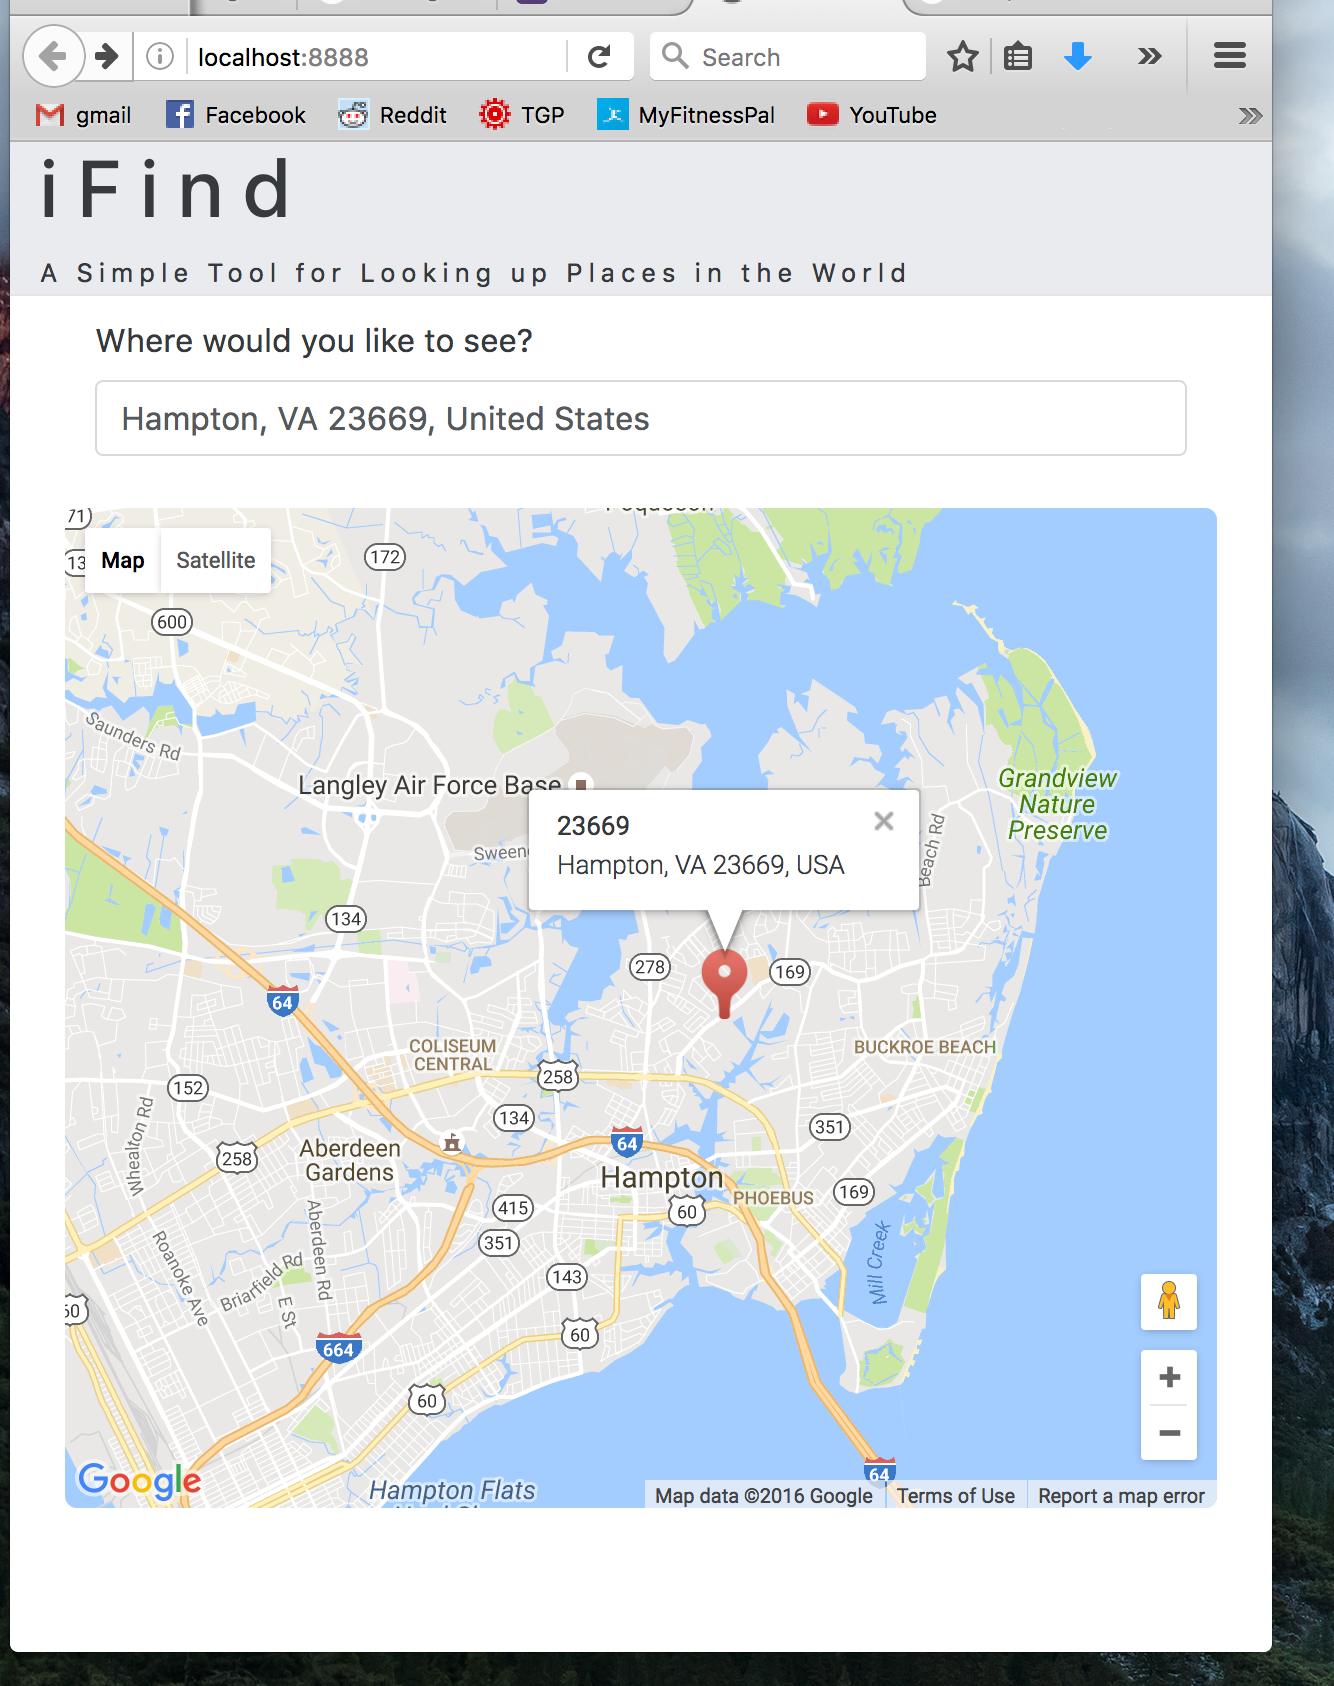 localhost:8888
Search
gmail
Facebook
Reddit
TGP
MyFitnessPal
YouTube
iFind
A Simple Tool for Looking up Places in the World
Where would you like to see?
Hampton, VA 23669, United States
Map
Satellite
172
600
Saunders Rd
Langley Air Force Base
Grandview
Nature
Preserve
23669
Hampton, VA 23669, USA
Beach Rd
134
278
169
64
COLISEUM
CENTRAL
BUCKROE BEACH
258
152
134
351
64
Whealton Rd
258
Aberdeen
Gardens
Hampton
PHOEBUS
169
415
60
351
Aberdeen Rd
Roanoke Ave
Briarfield Rd
E St
143
Mill Creek
60
664
60
64
Google
Hampton Flats
Map data ©2016 Google
Terms of Use
Report a map error